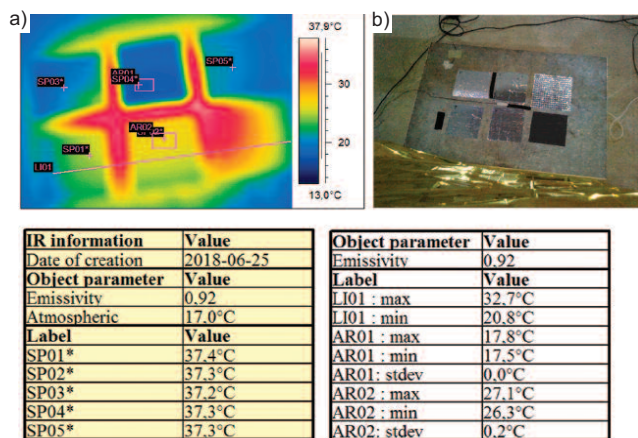 a)
b)
37,9°C
30
20
13,0°C
SP03*
AR01
SP04*
SP05*
AR02
SP02*
SP01*
LI01
IR information Value
Date of creation 2018-06-25
Object parameter Value
Emissivity 0.92
Atmospheric 17.0°C
Label Value
SP01* 37.4°C
SP02* 37.3°C
SP03* 37.2°C
SP04* 37.3°C
SP05* 37.3°C
Object parameter Value
Emissivity 0.92
Label Value
LI01 : max 32.7°C
LI01 : min 20.8°C
AR01 : max 17.8°C
AR01 : min 17.5°C
AR01: stdev 0.0°C
AR02 : max 27.1°C
AR02 : min 26.3°C
AR02: stdev 0.2°C